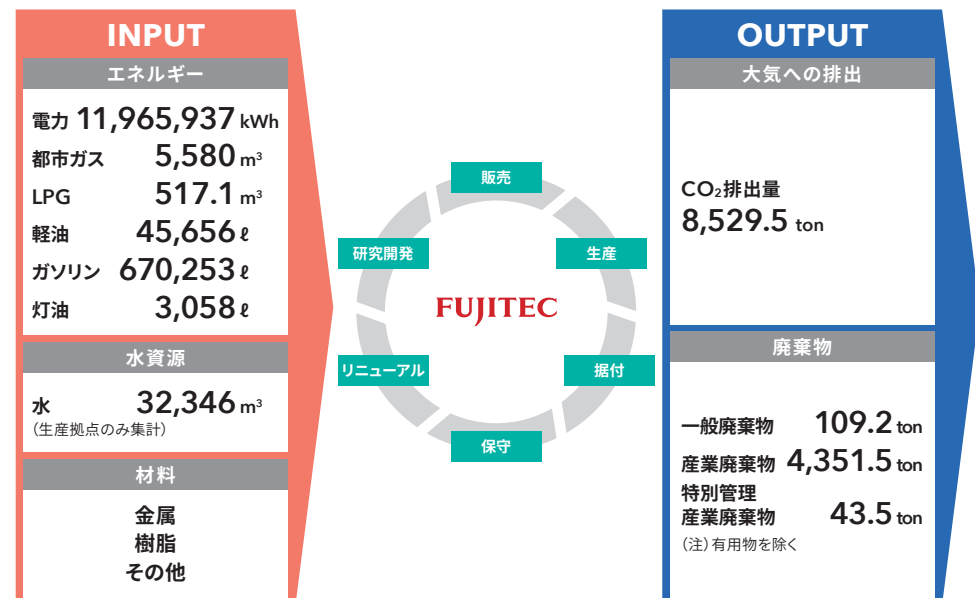 INPUT
エネルギー
電力 11,965,937 kWh
都市ガス 5,580 m³
LPG 517.1 m³
軽油 45,656 ℓ
ガソリン 670,253 ℓ
灯油 3,058 ℓ
水資源
水 32,346 m³
(生産拠点のみ集計)
材料
金属
樹脂
その他
販売
研究開発
生産
FUJITEC
リニューアル
据付
保守
OUTPUT
大気への排出
CO₂排出量
8,529.5 ton
廃棄物
一般廃棄物 109.2 ton
産業廃棄物 4,351.5 ton
特別管理
産業廃棄物 43.5 ton
(注)有用物を除く